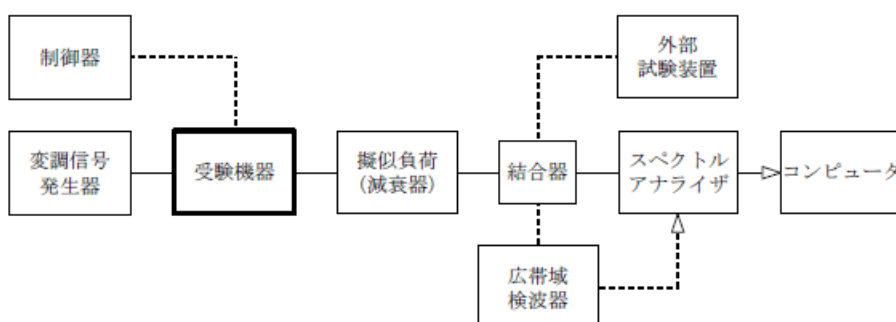 制御器
外部
試験装置
変調信号
発生器
受験機器
擬似負荷
(減衰器)
結合器
スペクトル
アナライザ
コンピュータ
広帯域
検波器